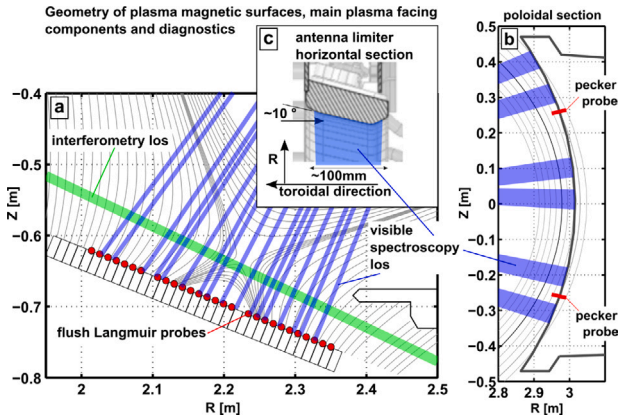 Geometry of plasma magnetic surfaces, main plasma facing
components and diagnostics
c
antenna limiter
horizontal section
~10 °
R
~100mm
toroidal direction
a
interferometry los
visible
spectroscopy
los
flush Langmuir probes
-0.4
-0.5
-0.6
-0.7
-0.8
Z [m]
2
2.1
2.2
2.3
2.4
2.5
R [m]
poloidal section
b
pecker
probe
pecker
probe
0.5
0.4
0.3
0.2
0.1
0
-0.1
-0.2
-0.3
-0.4
-0.5
Z [m]
2.8
2.9
3
R [m]